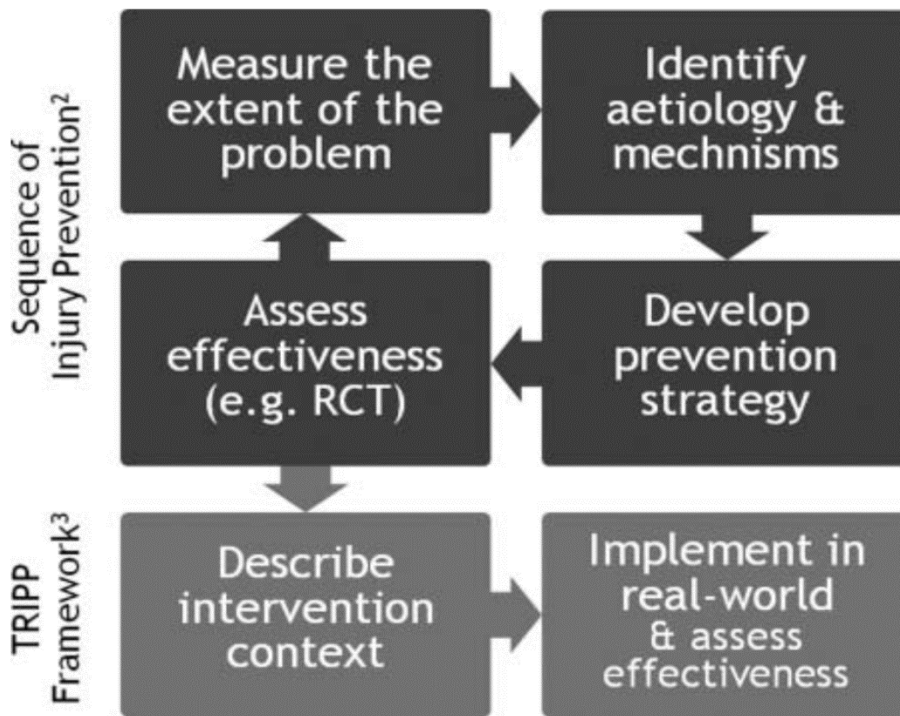 Sequence of
Injury Prevention²
Measure the
extent of the
problem
Identify
aetiology &
mechnisms
Assess
effectiveness
(e.g. RCT)
Develop
prevention
strategy
TRIPP
Framework³
Describe
intervention
context
Implement in
real-world
& assess
effectiveness